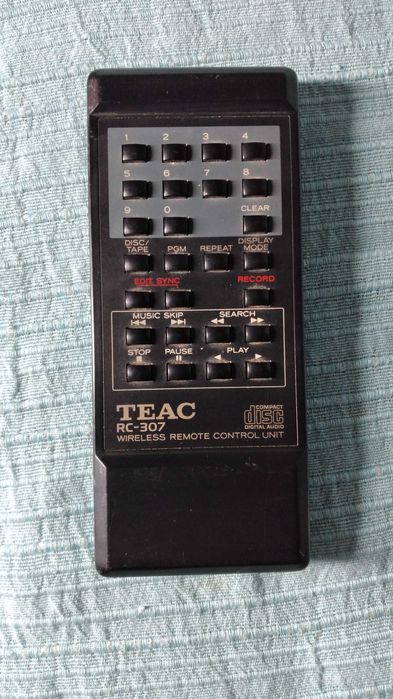 1 2 3 4
5 6 7 8
9 0 CLEAR
DISC/ DISPLAY
TAPE PGM REPEAT MODE
EDIT SYNC RECORD
MUSIC SKIP SEARCH
STOP PAUSE PLAY
TEAC
RC-307
WIRELESS REMOTE CONTROL UNIT
COMPACT
disc
DIGITAL AUDIO